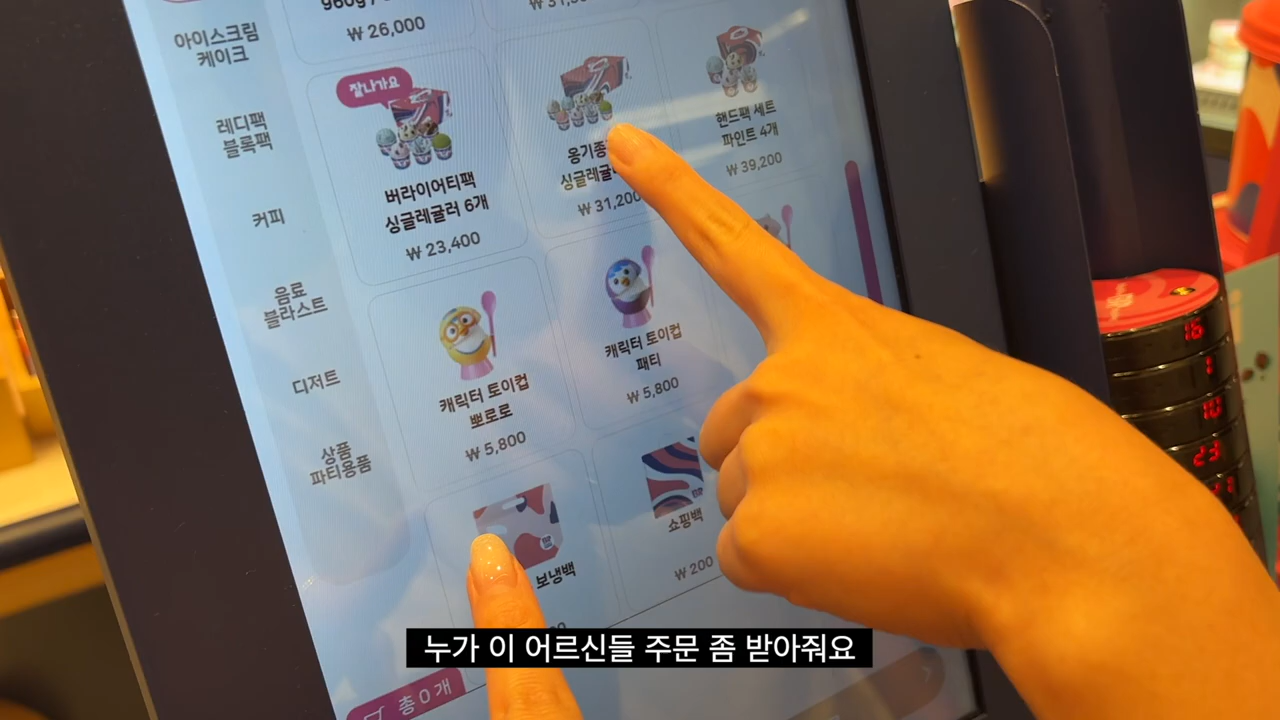 ₩ 26,000
아이스크림
케이크
레디팩
블록팩
커피
음료
블라스트
디저트
상품
파티용품
잘나가요
버라이어티팩
싱글레귤러 6개
₩ 23,400
싱글레귤
₩ 31,200
핸드팩 세트
파인트 4개
₩ 39,200
캐릭터 토이컵
뽀로로
₩ 5,800
캐릭터 토이컵
패티
₩ 5,800
보냉백
쇼핑백
₩ 200
총 0 개
16
1
10
23
누가 이 어르신들 주문 좀 받아줘요